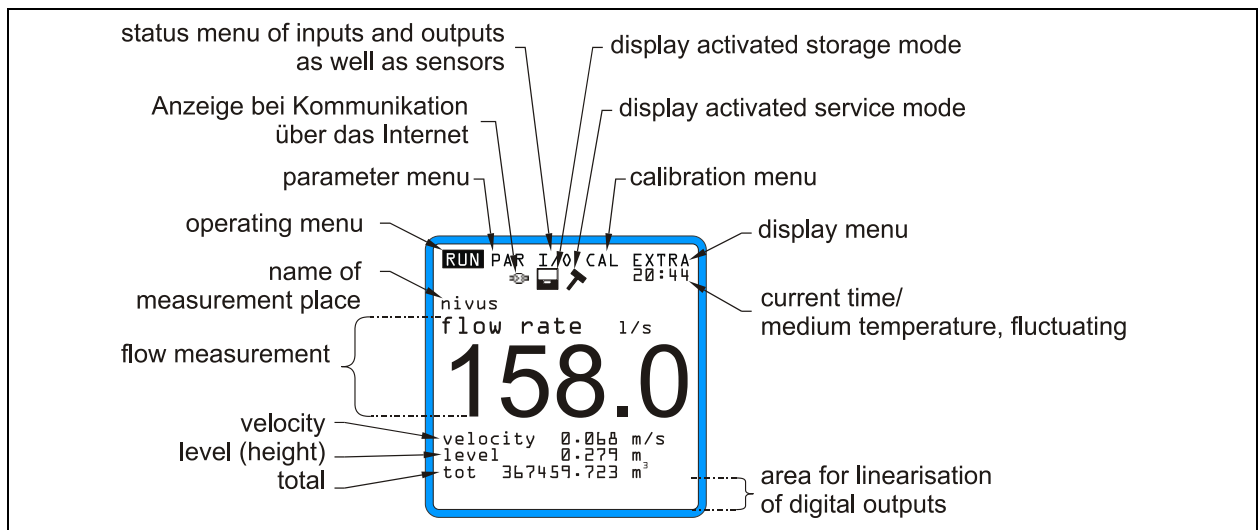 status menu of inputs and outputs
as well as sensors
display activated storage mode
Anzeige bei Kommunikation
über das Internet
display activated service mode
parameter menu
calibration menu
operating menu
display menu
name of
measurement place
current time/
medium temperature, fluctuating
flow measurement
velocity
level (height)
total
area for linearisation
of digital outputs
RUN PAR I/O CAL EXTRA
20:44
nivus
flow rate l/s
158.0
velocity 0.068 m/s
level 0.279 m
tot 367459.723 m³